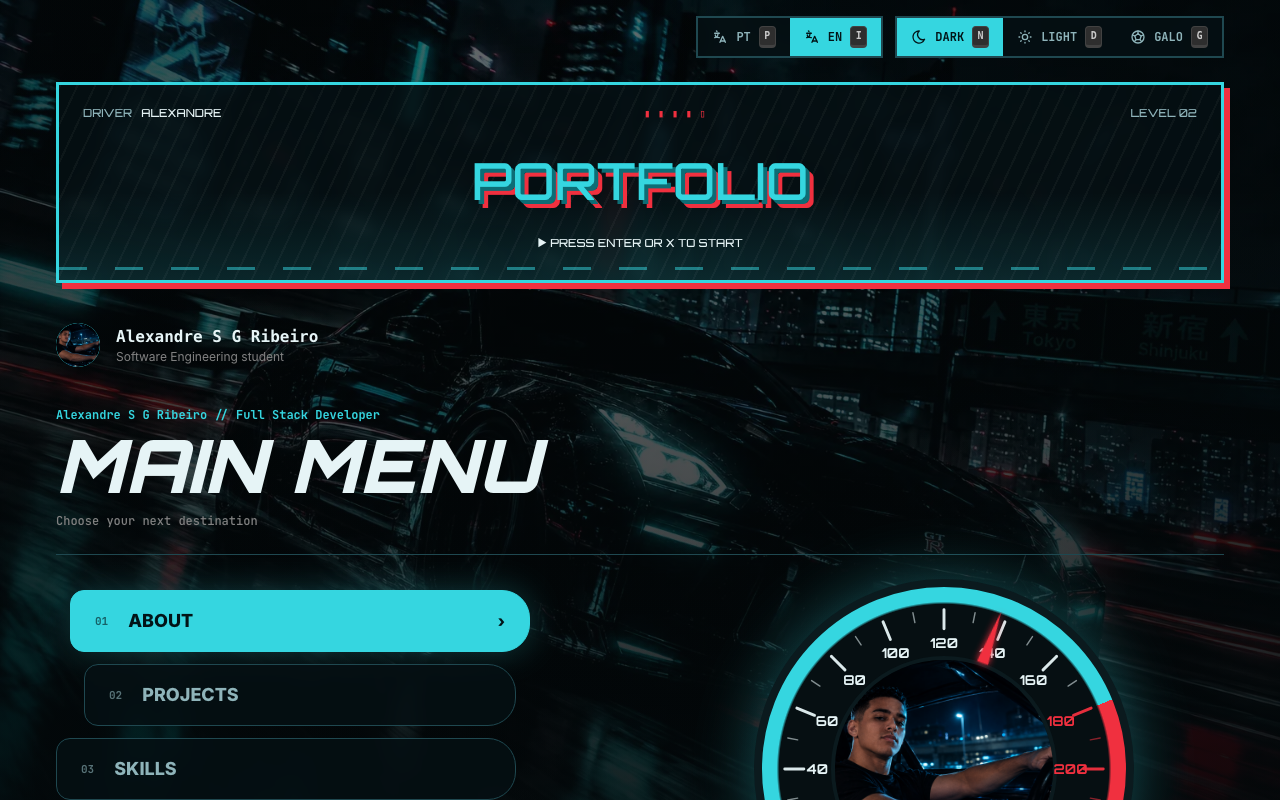 PT P EN I DARK N LIGHT D GALO G
DRIVER ALEXANDRE LEVEL 02
PORTFOLIO
▶ PRESS ENTER OR X TO START
Alexandre S G Ribeiro
Software Engineering student
東京 新宿
Tokyo Shinjuku
Alexandre S G Ribeiro // Full Stack Developer
MAIN MENU
Choose your next destination
01 ABOUT ›
02 PROJECTS
03 SKILLS
40 60 80 100 120 140 160 180 200